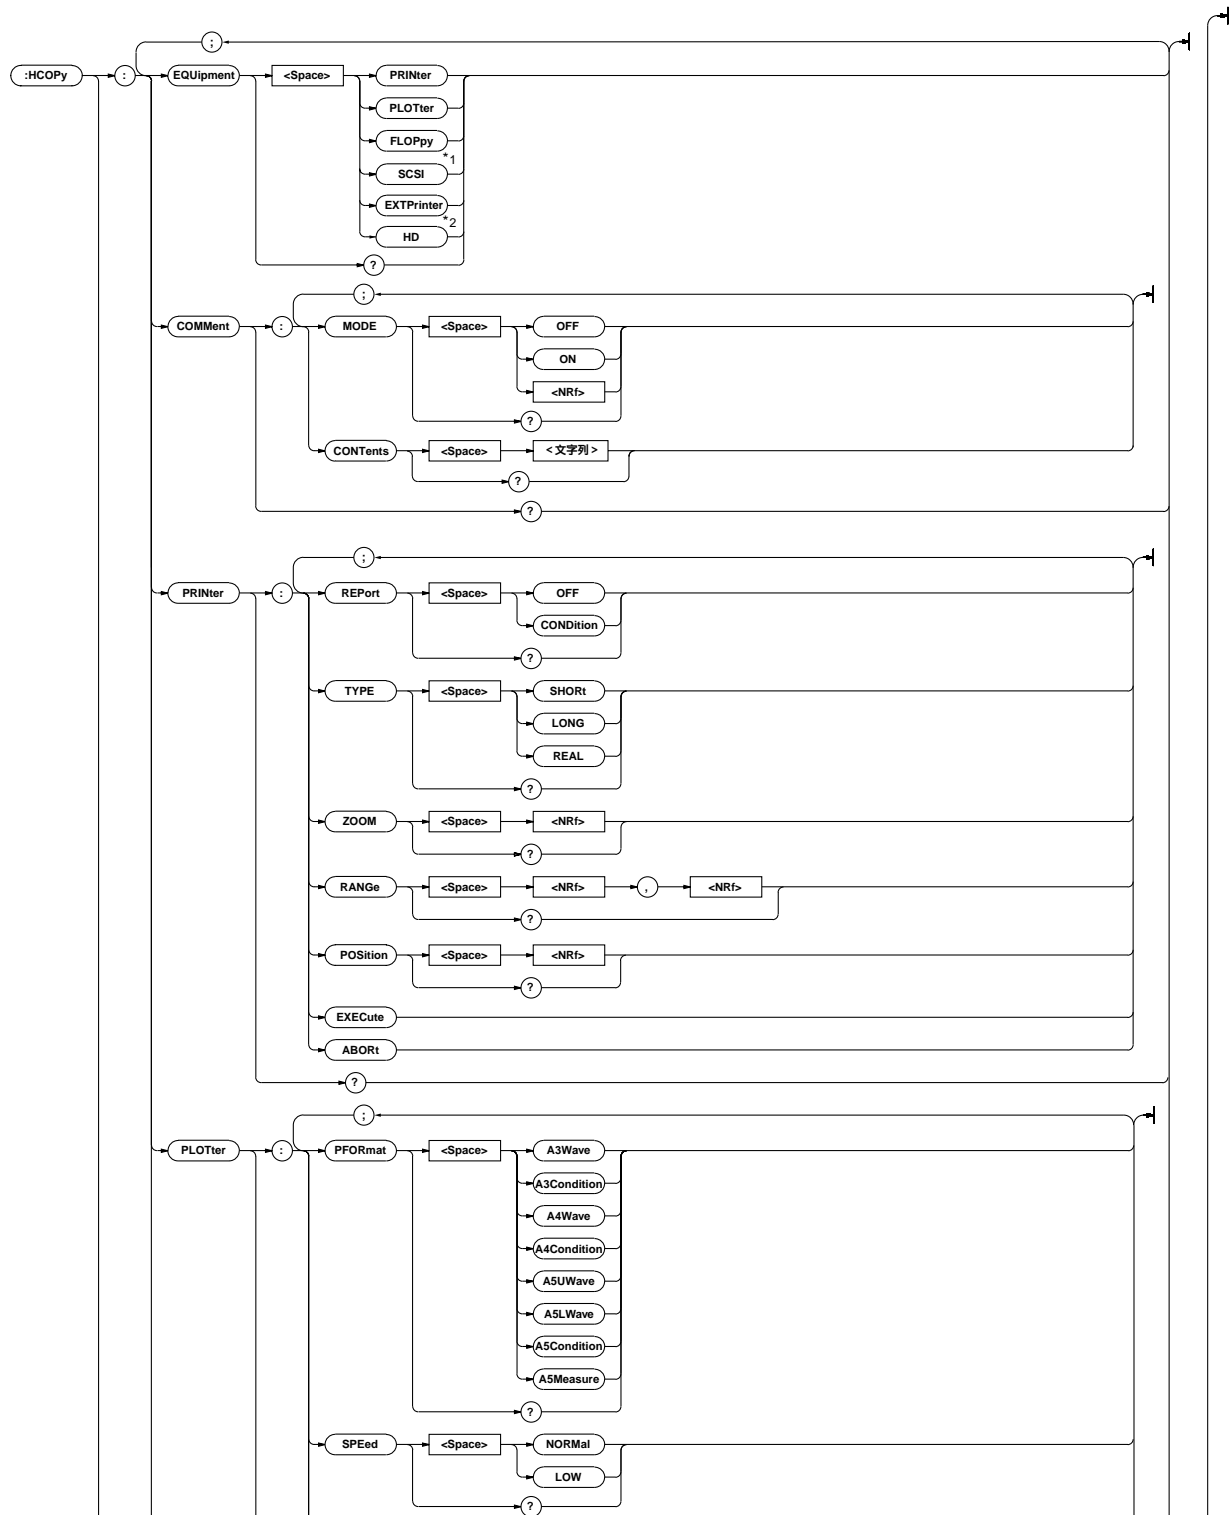 ;
:HCOPy : EQUipment <Space> PRINter
PLOTter
FLOPpy
*1
SCSI
EXTPrinter
*2
HD
?
;
COMMent : MODE <Space> OFF
ON
<NRf>
?
CONTents <Space> <文字列>
?
?
;
PRINter : REPort <Space> OFF
CONDition
?
TYPE <Space> SHORt
LONG
REAL
?
ZOOM <Space> <NRf>
?
RANGe <Space> <NRf> , <NRf>
?
POSition <Space> <NRf>
?
EXECute
ABORt
?
;
PLOTter : PFORmat <Space> A3Wave
A3Condition
A4Wave
A4Condition
A5UWave
A5LWave
A5Condition
A5Measure
?
SPEed <Space> NORMal
LOW
?